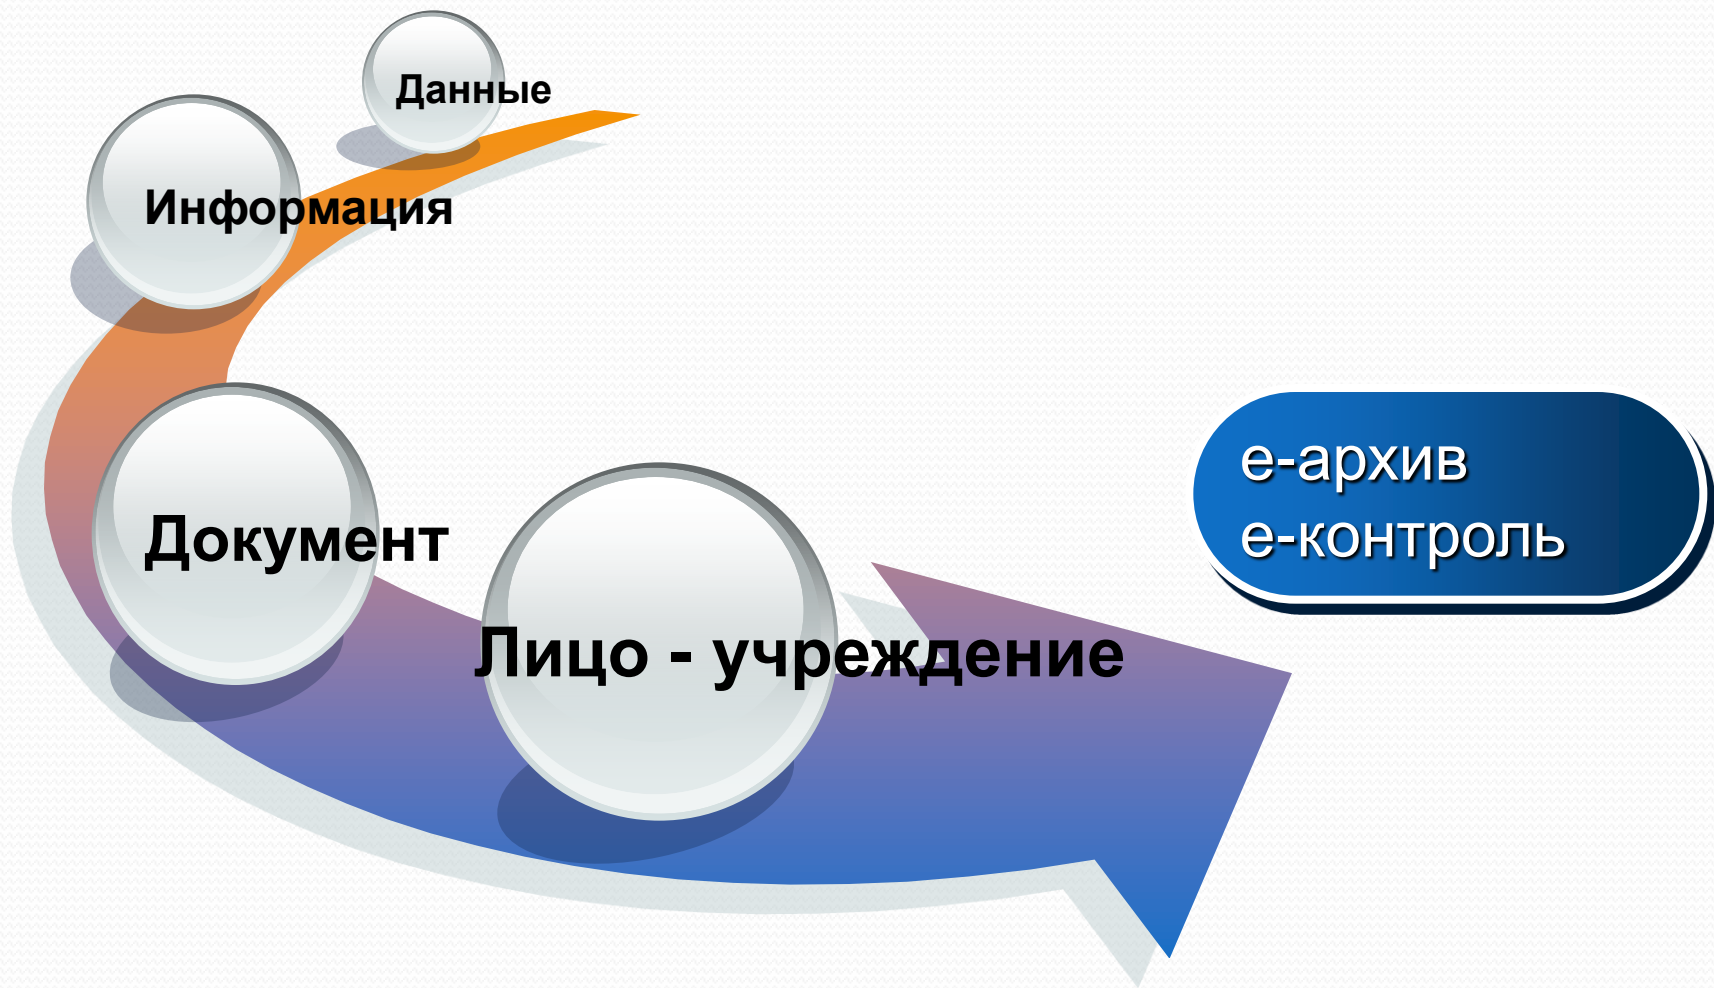 Данные
Информация
Документ
Лицо - учреждение
е-архив
е-контроль